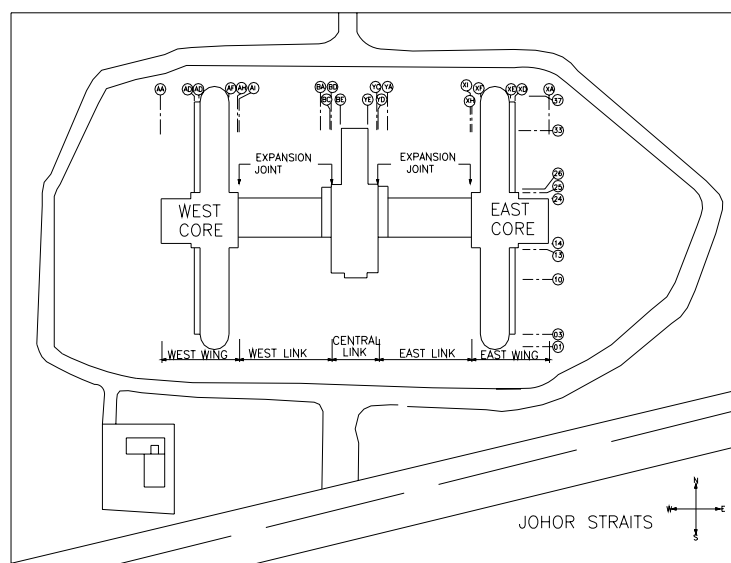 AA AD AD AF AH AI BA BD YC YA XI XF XE XD XA
BC BE YE YD XH
37
33
EXPANSION JOINT
EXPANSION JOINT
26
25
24
WEST CORE
EAST CORE
14
13
10
03
01
WEST WING
WEST LINK
CENTRAL LINK
EAST LINK
EAST WING
N
W E
S
JOHOR STRAITS